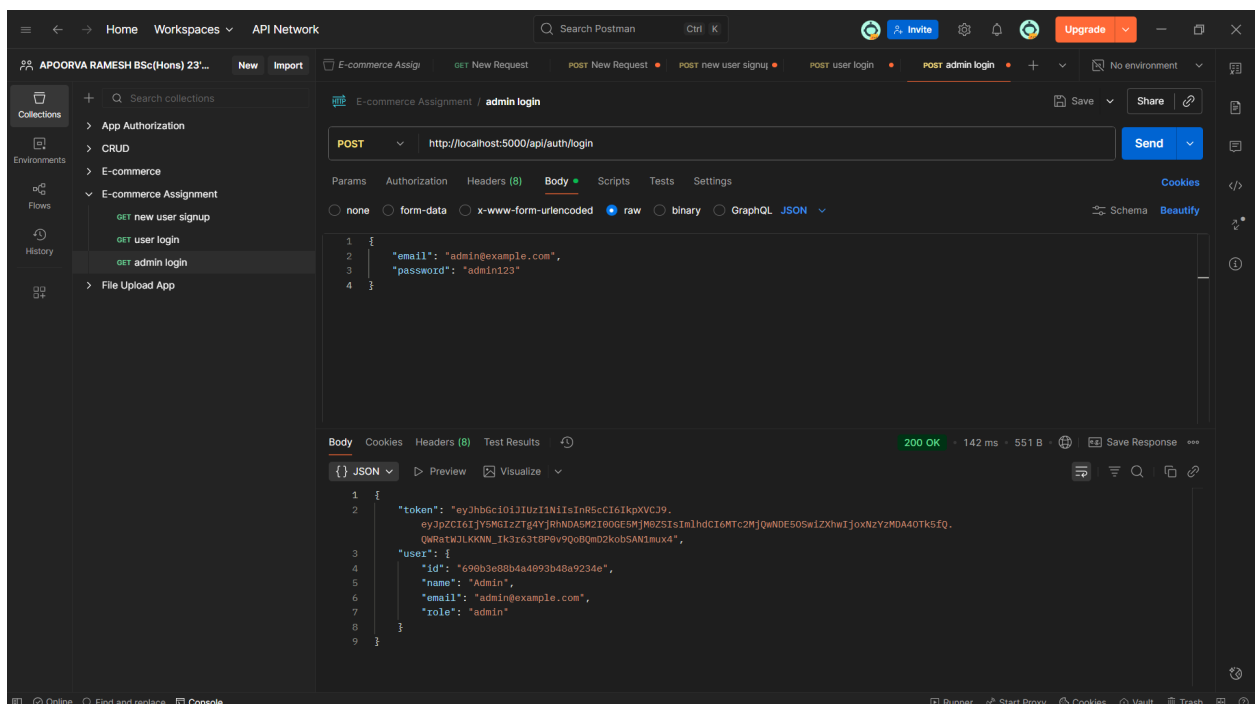 Home Workspaces API Network Search Postman Ctrl K Invite Upgrade
APOORVA RAMESH BSc(Hons) 23'... New Import E-commerce Assign GET New Request POST New Request POST new user signup POST user login POST admin login No environment
Collections
Environments
Flows
History
Search collections
App Authorization
CRUD
E-commerce
E-commerce Assignment
GET new user signup
GET user login
GET admin login
File Upload App
HTTP E-commerce Assignment / admin login Save Share
POST http://localhost:5000/api/auth/login Send
Params Authorization Headers (8) Body Scripts Tests Settings Cookies
none form-data x-www-form-urlencoded raw binary GraphQL JSON Schema Beautify
1 {
2 "email": "admin@example.com",
3 "password": "admin123"
4 }
Body Cookies Headers (8) Test Results 200 OK 142 ms 551 B Save Response
{} JSON Preview Visualize
1 {
2 "token": "eyJhbGciOiJIUzI1NiIsInR5cCI6IkpXVCJ9.
eyJpZCI6IjY5MGIzZTg4YjRhNDA5M2I0OGE5MjM0ZSIsImlhdCI6MTc2MjQwNDE5OSwiZXhwIjoxNzYzMDA4OTk5fQ.
QWRatWJLKKNN_Ik3r63t8P0v9QoBQmD2kobSAN1mux4",
3 "user": {
4 "id": "690b3e88b4a4093b48a9234e",
5 "name": "Admin",
6 "email": "admin@example.com",
7 "role": "admin"
8 }
9 }
Online Find and replace Console Runner Start Proxy Cookies Vault Trash